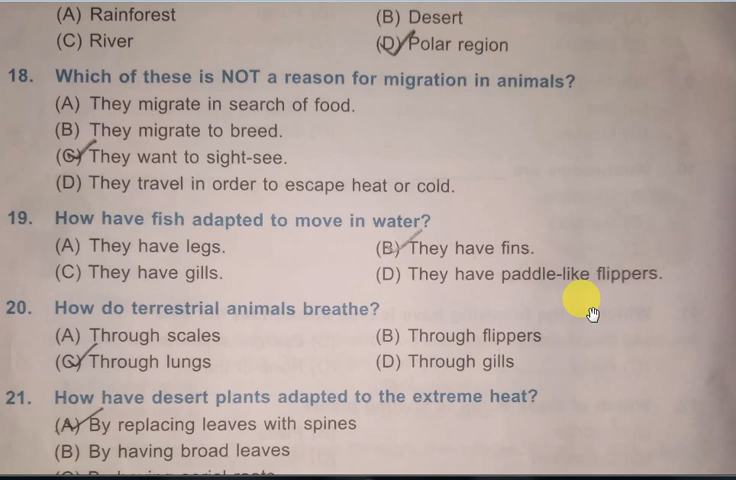 (A) Rainforest (B) Desert
(C) River (D) Polar region
18. Which of these is NOT a reason for migration in animals?
(A) They migrate in search of food.
(B) They migrate to breed.
(C) They want to sight-see.
(D) They travel in order to escape heat or cold.
19. How have fish adapted to move in water?
(A) They have legs. (B) They have fins.
(C) They have gills. (D) They have paddle-like flippers.
20. How do terrestrial animals breathe?
(A) Through scales (B) Through flippers
(C) Through lungs (D) Through gills
21. How have desert plants adapted to the extreme heat?
(A) By replacing leaves with spines
(B) By having broad leaves